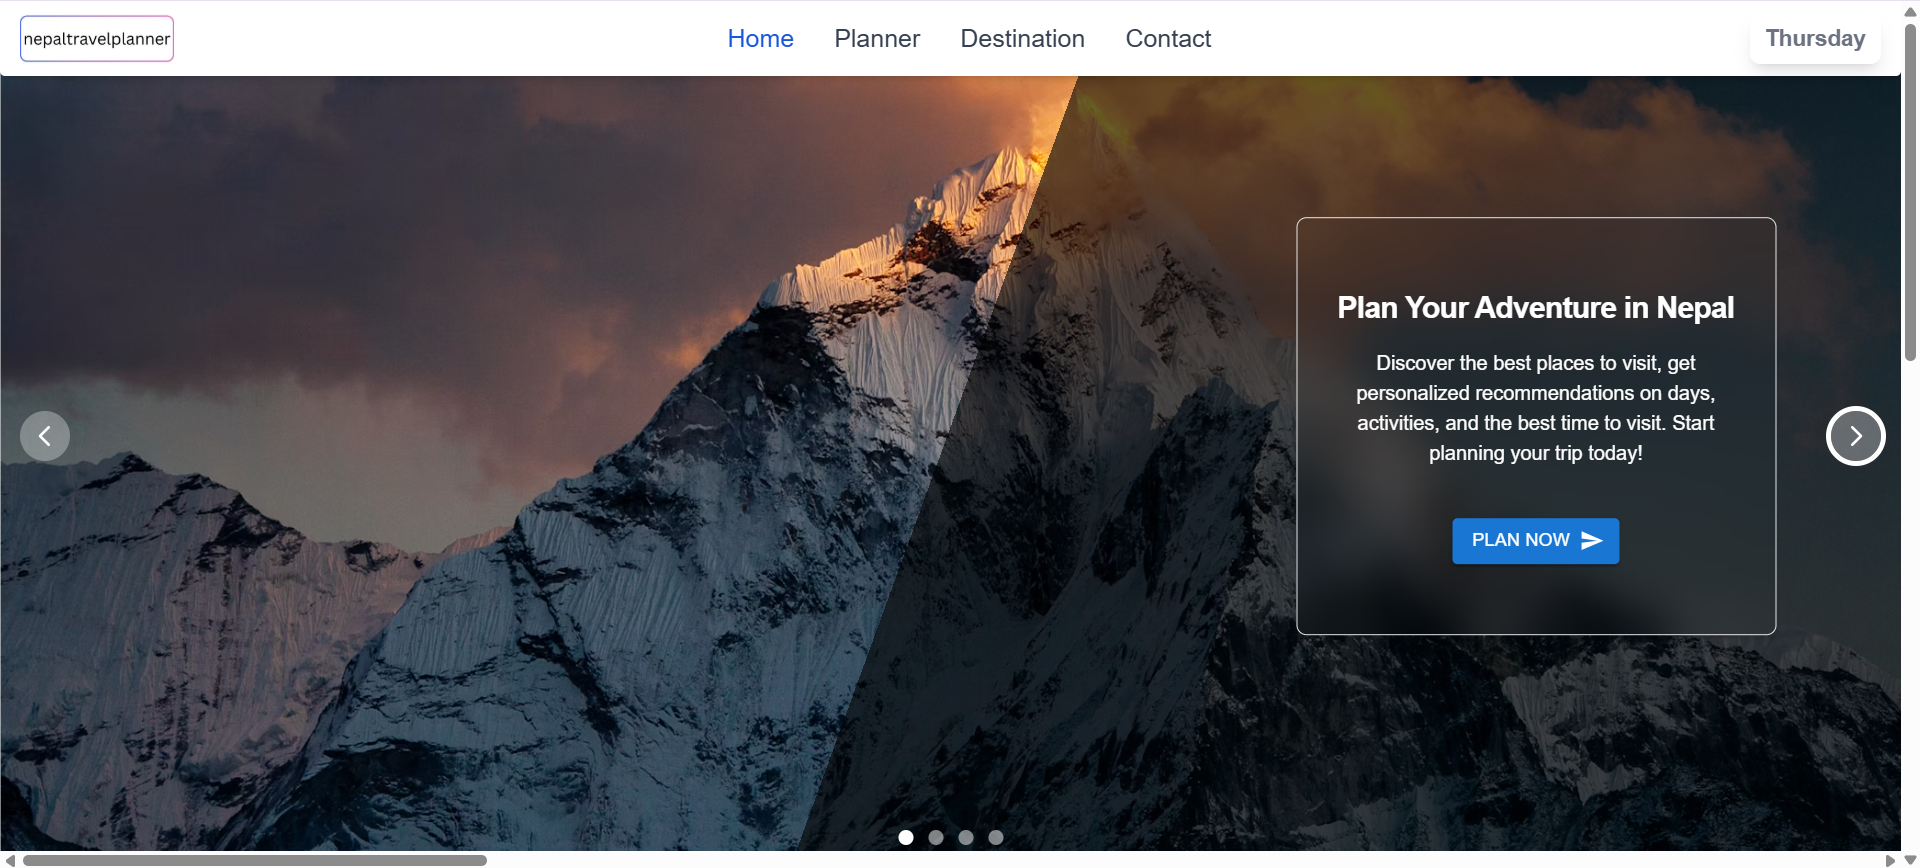 nepaltravelplanner
Home
Planner
Destination
Contact
Thursday
Plan Your Adventure in Nepal
Discover the best places to visit, get
personalized recommendations on days,
activities, and the best time to visit. Start
planning your trip today!
PLAN NOW